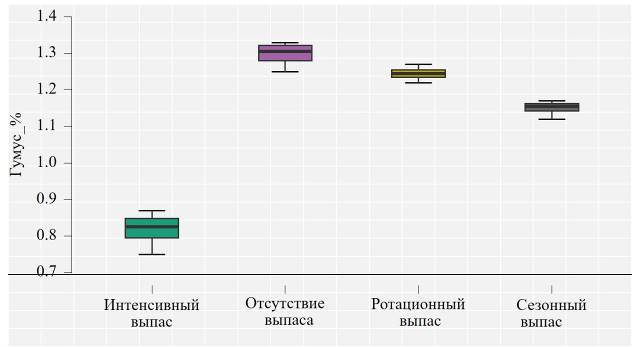 1.4
1.3
1.2
1.1
1.0
0.9
0.8
0.7
Гумус_%
Интенсивный
выпас
Отсутствие
выпаса
Ротационный
выпас
Сезонный
выпас